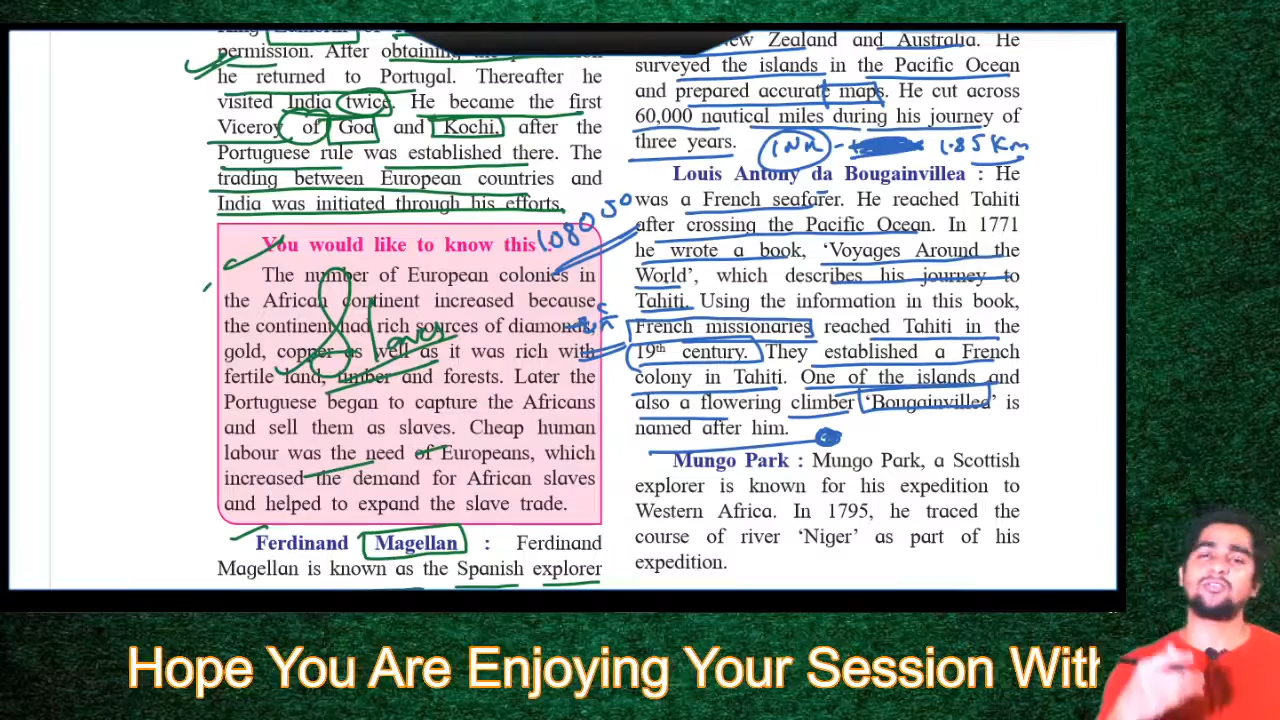 permission. After obtaining the permission
he returned to Portugal. Thereafter he
visited India twice. He became the first
Viceroy of Goa and Kochi, after the
Portuguese rule was established there. The
trading between European countries and
India was initiated through his efforts.
You would like to know this :
The number of European colonies in
the African continent increased because
the continent had rich sources of diamonds,
gold, copper as well as it was rich with
fertile land, timber and forests. Later the
Portuguese began to capture the Africans
and sell them as slaves. Cheap human
labour was the need of Europeans, which
increased the demand for African slaves
and helped to expand the slave trade.
Ferdinand Magellan : Ferdinand
Magellan is known as the Spanish explorer
New Zealand and Australia. He
surveyed the islands in the Pacific Ocean
and prepared accurate maps. He cut across
60,000 nautical miles during his journey of
three years.
1.85 Km
Louis Antony da Bougainvillea : He
was a French seafarer. He reached Tahiti
after crossing the Pacific Ocean. In 1771
he wrote a book, ‘Voyages Around the
World’, which describes his journey to
Tahiti. Using the information in this book,
French missionaries reached Tahiti in the
19th century. They established a French
colony in Tahiti. One of the islands and
also a flowering climber ‘Bougainvillea’ is
named after him.
Mungo Park : Mungo Park, a Scottish
explorer is known for his expedition to
Western Africa. In 1795, he traced the
course of river ‘Niger’ as part of his
expedition.
Hope You Are Enjoying Your Session With